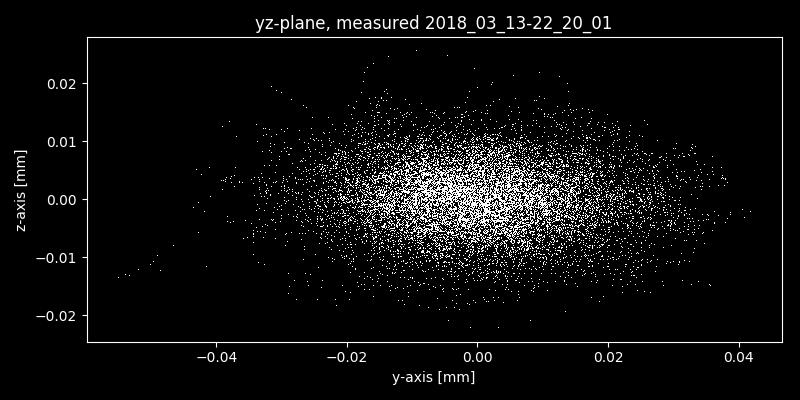 yz-plane, measured 2018_03_13-22_20_01
z-axis [mm]
0.02
0.01
0.00
−0.01
−0.02
−0.04 −0.02 0.00 0.02 0.04
y-axis [mm]